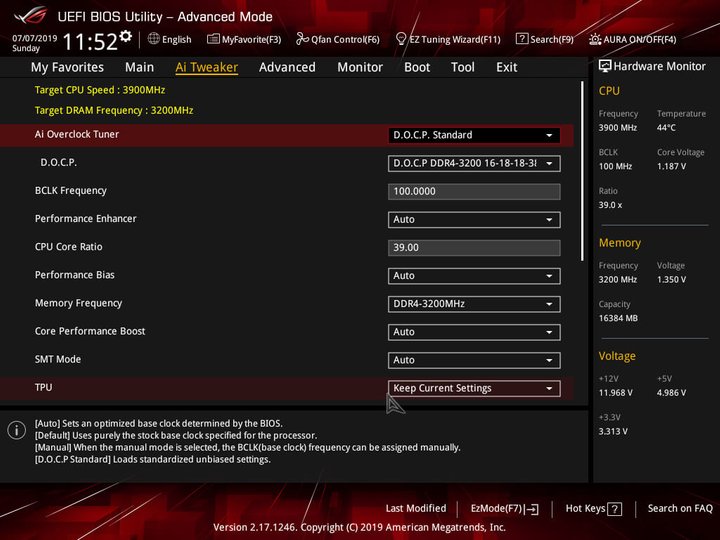 UEFI BIOS Utility – Advanced Mode
07/07/2019
Sunday
11:52
English
MyFavorite(F3)
Qfan Control(F6)
EZ Tuning Wizard(F11)
Search(F9)
AURA ON/OFF(F4)
My Favorites
Main
Ai Tweaker
Advanced
Monitor
Boot
Tool
Exit
Target CPU Speed : 3900MHz
Target DRAM Frequency : 3200MHz
Ai Overclock Tuner
D.O.C.P. Standard
D.O.C.P.
D.O.C.P DDR4-3200 16-18-18-38
BCLK Frequency
100.0000
Performance Enhancer
Auto
CPU Core Ratio
39.00
Performance Bias
Auto
Memory Frequency
DDR4-3200MHz
Core Performance Boost
Auto
SMT Mode
Auto
TPU
Keep Current Settings
[Auto] Sets an optimized base clock determined by the BIOS.
[Default] Uses purely the stock base clock specified for the processor.
[Manual] When the manual mode is selected, the BCLK(base clock) frequency can be assigned manually.
[D.O.C.P Standard] Loads standardized unbiased settings.
Hardware Monitor
CPU
Frequency
Temperature
3900 MHz
44°C
BCLK
Core Voltage
100 MHz
1.187 V
Ratio
39.0 x
Memory
Frequency
Voltage
3200 MHz
1.350 V
Capacity
16384 MB
Voltage
+12V
+5V
11.968 V
4.986 V
+3.3V
3.313 V
Last Modified
EzMode(F7)
Hot Keys ?
Search on FAQ
Version 2.17.1246. Copyright (C) 2019 American Megatrends, Inc.